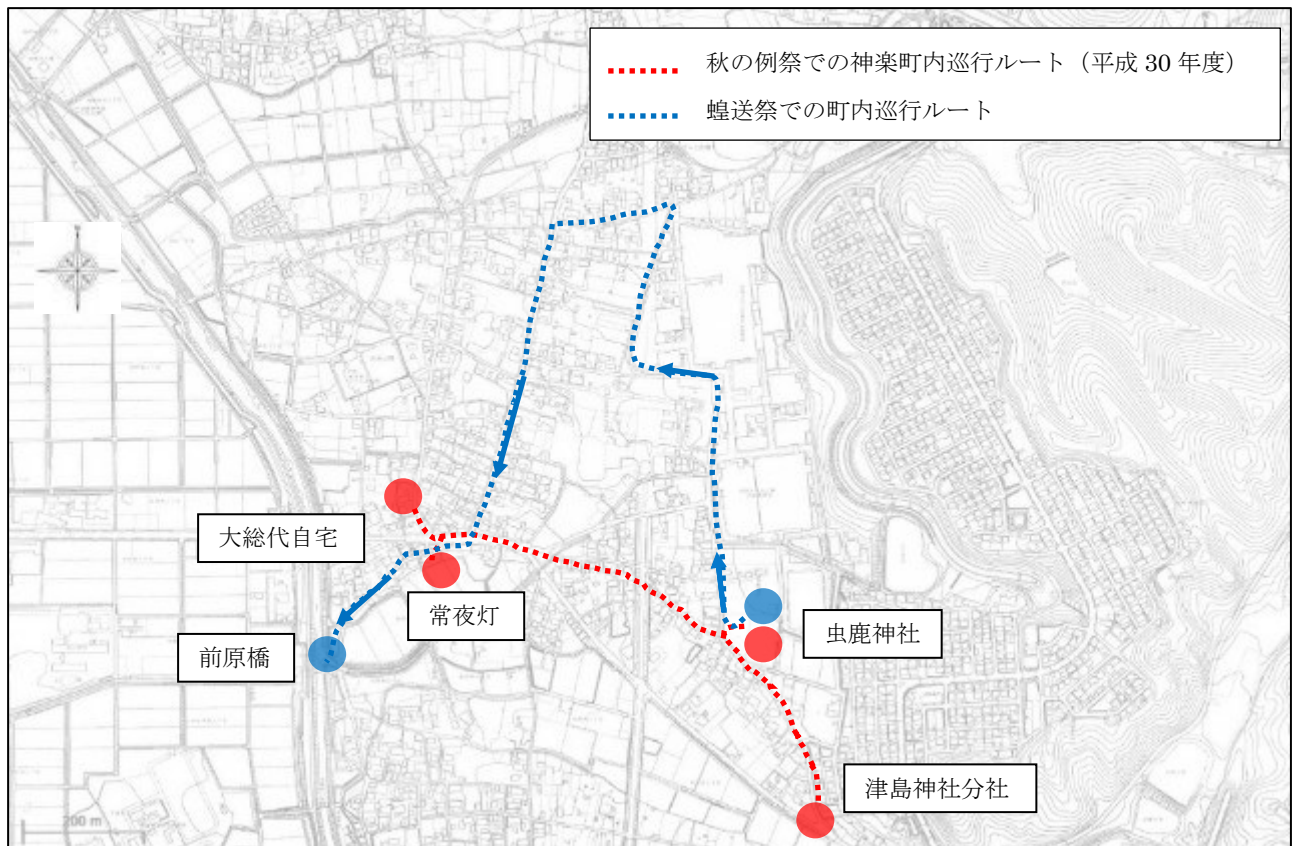 秋の例祭での神楽町内巡行ルート（平成 30 年度）
蝗送祭での町内巡行ルート
大総代自宅
常夜灯
前原橋
虫鹿神社
津島神社分社
200 m